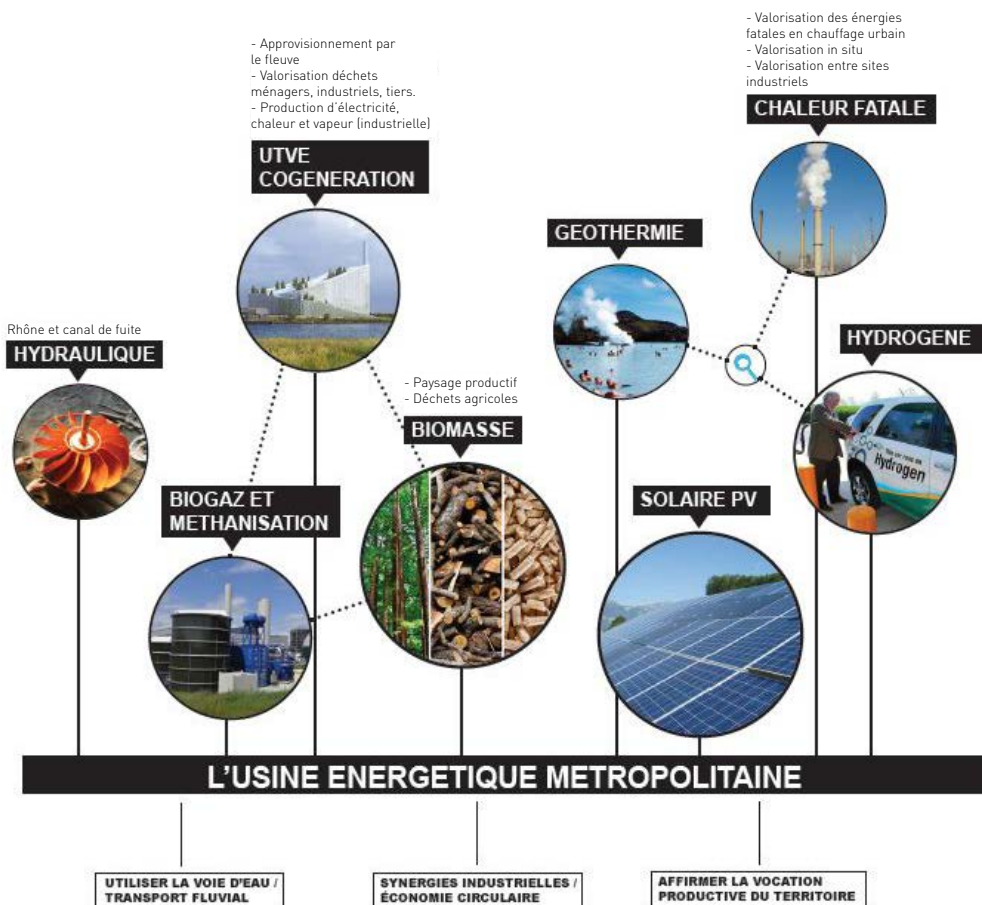 - Valorisation des énergies
fatales en chauffage urbain
- Valorisation in situ
- Valorisation entre sites
industriels
CHALEUR FATALE
- Approvisionnement par
le fleuve
- Valorisation déchets
ménagers, industriels, tiers.
- Production d'électricité,
chaleur et vapeur (industrielle)
UTVE
COGENERATION
GEOTHERMIE
Rhône et canal de fuite
HYDRAULIQUE
HYDROGENE
Hydrogen
- Paysage productif
- Déchets agricoles
BIOMASSE
BIOGAZ ET
METHANISATION
SOLAIRE PV
L'USINE ENERGETIQUE METROPOLITAINE
UTILISER LA VOIE D'EAU /
TRANSPORT FLUVIAL
SYNERGIES INDUSTRIELLES /
ÉCONOMIE CIRCULAIRE
AFFIRMER LA VOCATION
PRODUCTIVE DU TERRITOIRE